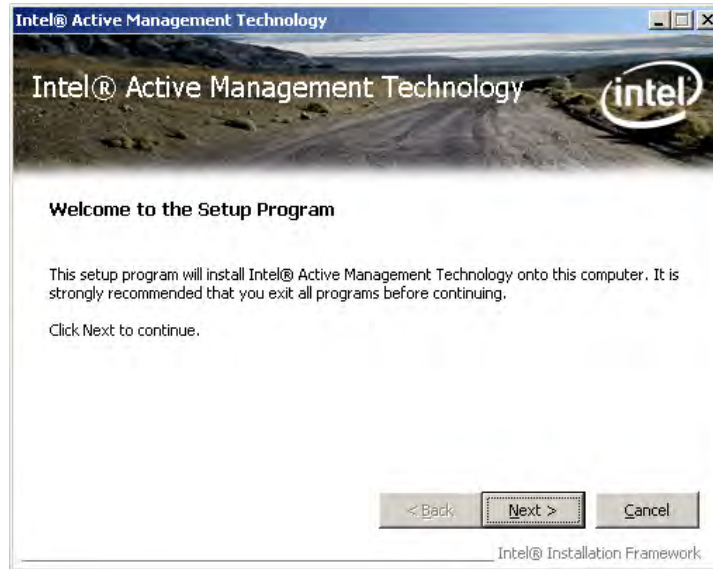 Intel® Active Management Technology
Intel® Active Management Technology
intel
Welcome to the Setup Program
This setup program will install Intel® Active Management Technology onto this computer. It is
strongly recommended that you exit all programs before continuing.
Click Next to continue.
< Back
Next >
Cancel
Intel® Installation Framework